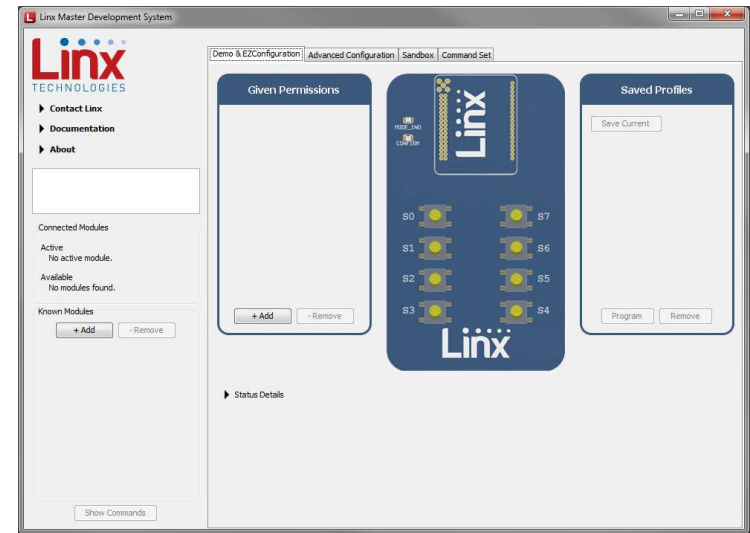 Linx Master Development System
Linx
TECHNOLOGIES
Contact Linx
Documentation
About
Connected Modules
Active
No active module.
Available
No modules found.
Known Modules
+ Add
- Remove
Show Commands
Demo & EZConfiguration
Advanced Configuration
Sandbox
Command Set
Given Permissions
+ Add
- Remove
MODE_IND
CONFIRM
Linx
S0
S7
S1
S6
S2
S5
S3
S4
Linx
Saved Profiles
Save Current
Program
Remove
Status Details